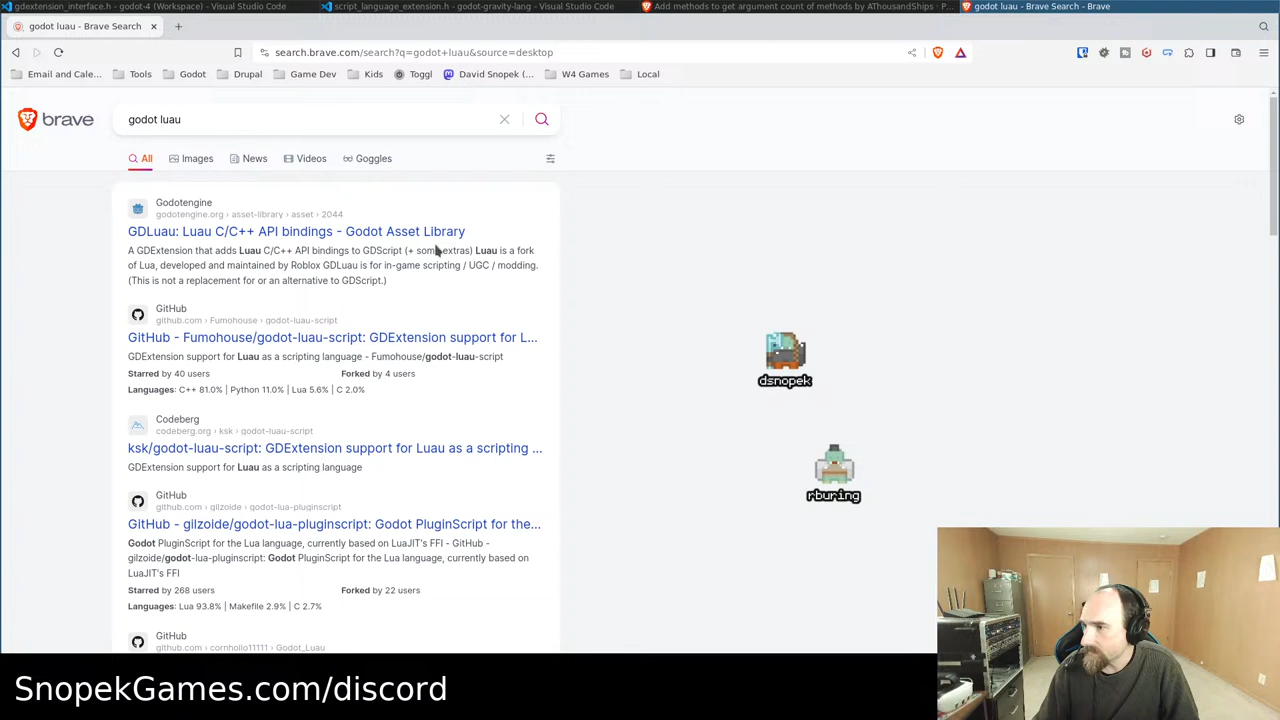 gdextension_interface.h - godot-4 (Workspace) - Visual Studio Code
script_language_extension.h - godot-gravity-lang - Visual Studio Code
Add methods to get argument count of methods by AThousandShips · P...
godot luau - Brave Search - Brave
godot luau - Brave Search
search.brave.com/search?q=godot+luau&source=desktop
Email and Cale...
Tools
Godot
Drupal
Game Dev
Kids
Toggl
David Snopek (...
W4 Games
Local
brave
godot luau
All
Images
News
Videos
Goggles
Godotengine
godotengine.org › asset-library › asset › 2044
GDLuau: Luau C/C++ API bindings - Godot Asset Library
A GDExtension that adds Luau C/C++ API bindings to GDScript (+ some extras) Luau is a fork
of Lua, developed and maintained by Roblox GDLuau is for in-game scripting / UGC / modding.
(This is not a replacement for or an alternative to GDScript.)
GitHub
github.com › Fumohouse › godot-luau-script
GitHub - Fumohouse/godot-luau-script: GDExtension support for L...
GDExtension support for Luau as a scripting language - Fumohouse/godot-luau-script
Starred by 40 users
Forked by 4 users
Languages: C++ 81.0% | Python 11.0% | Lua 5.6% | C 2.0%
Codeberg
codeberg.org › ksk › godot-luau-script
ksk/godot-luau-script: GDExtension support for Luau as a scripting ...
GDExtension support for Luau as a scripting language
GitHub
github.com › gilzoide › godot-lua-pluginscript
GitHub - gilzoide/godot-lua-pluginscript: Godot PluginScript for the...
Godot PluginScript for the Lua language, currently based on LuaJIT's FFI - GitHub -
gilzoide/godot-lua-pluginscript: Godot PluginScript for the Lua language, currently based on
LuaJIT's FFI
Starred by 268 users
Forked by 22 users
Languages: Lua 93.8% | Makefile 2.9% | C 2.7%
GitHub
github.com › cornhollo11111 › Godot_Luau
dsnopek
rburing
SnopekGames.com/discord